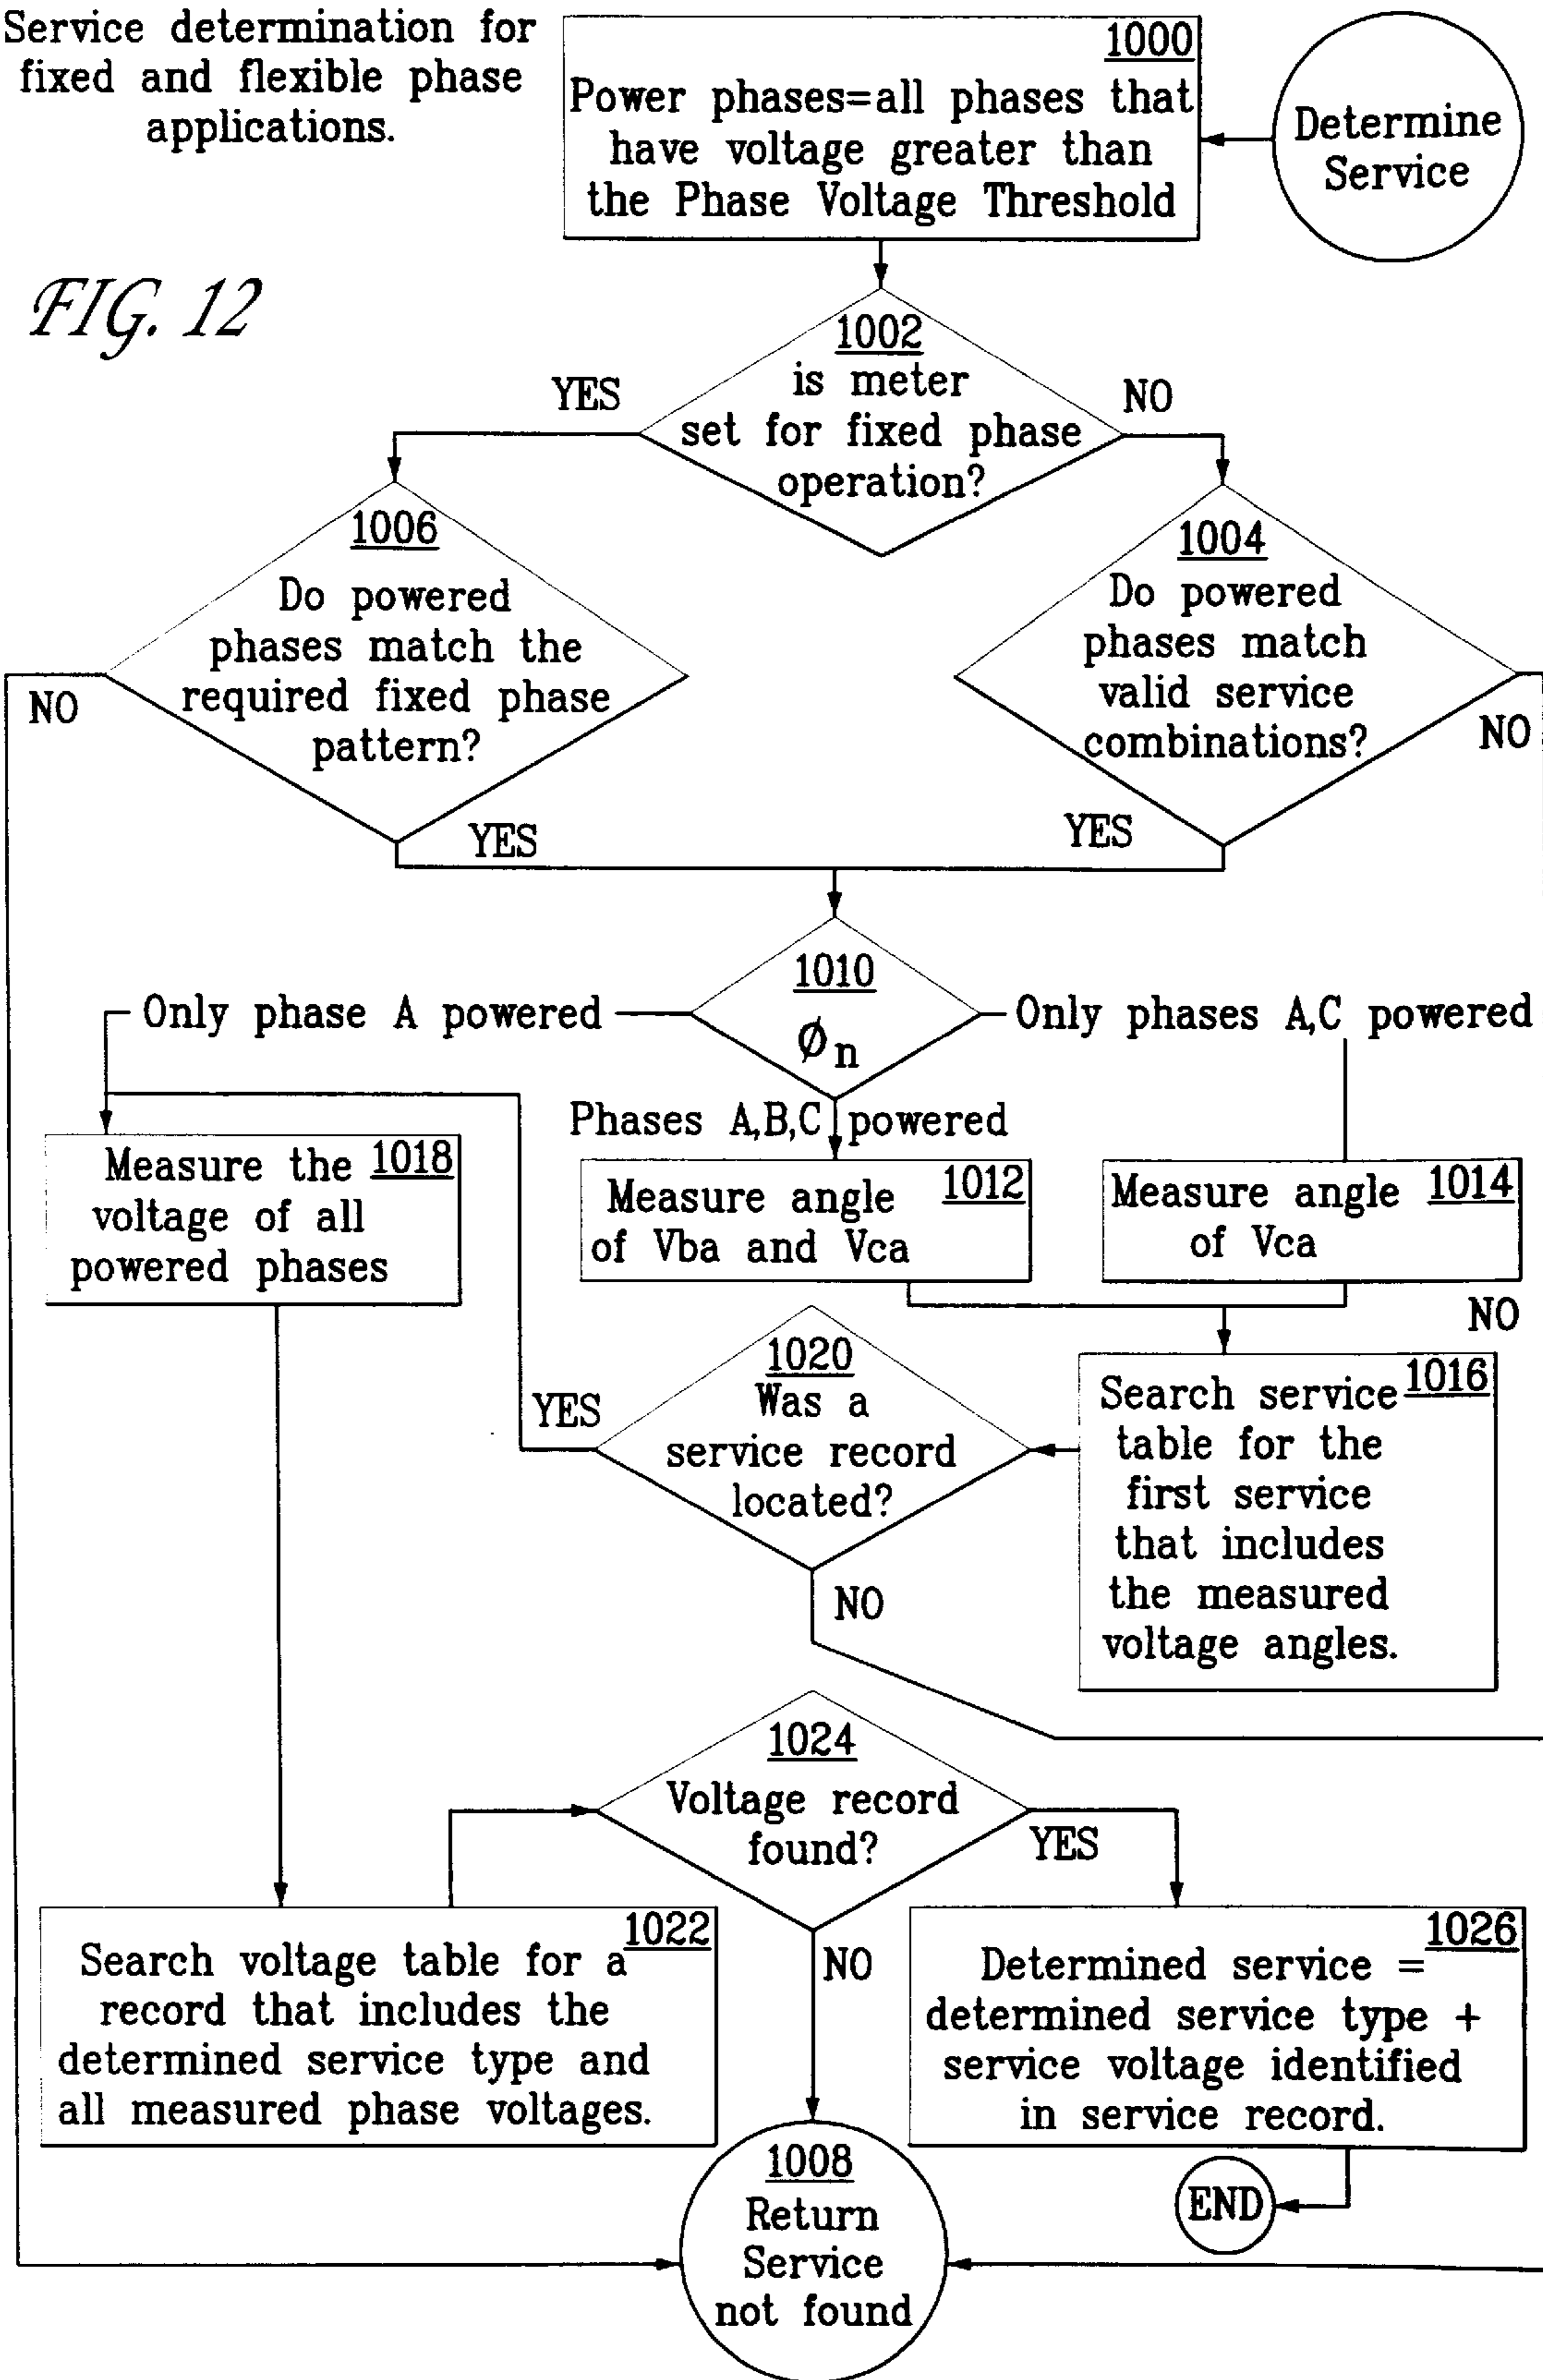 Service determination for
fixed and flexible phase
applications.
FIG. 12
Determine
Service
1000
Power phases=all phases that
have voltage greater than
the Phase Voltage Threshold
1002
is meter
set for fixed phase
operation?
YES
NO
1006
Do powered
phases match the
required fixed phase
pattern?
NO
YES
1004
Do powered
phases match
valid service
combinations?
NO
YES
1010
Øn
Only phase A powered
Only phases A,C powered
Phases A,B,C powered
Measure the 1018
voltage of all
powered phases
Measure angle 1012
of Vba and Vca
Measure angle 1014
of Vca
NO
1020
Was a
service record
located?
YES
NO
Search service 1016
table for the
first service
that includes
the measured
voltage angles.
1024
Voltage record
found?
YES
NO
1022
Search voltage table for a
record that includes the
determined service type and
all measured phase voltages.
1026
Determined service =
determined service type +
service voltage identified
in service record.
END
1008
Return
Service
not found